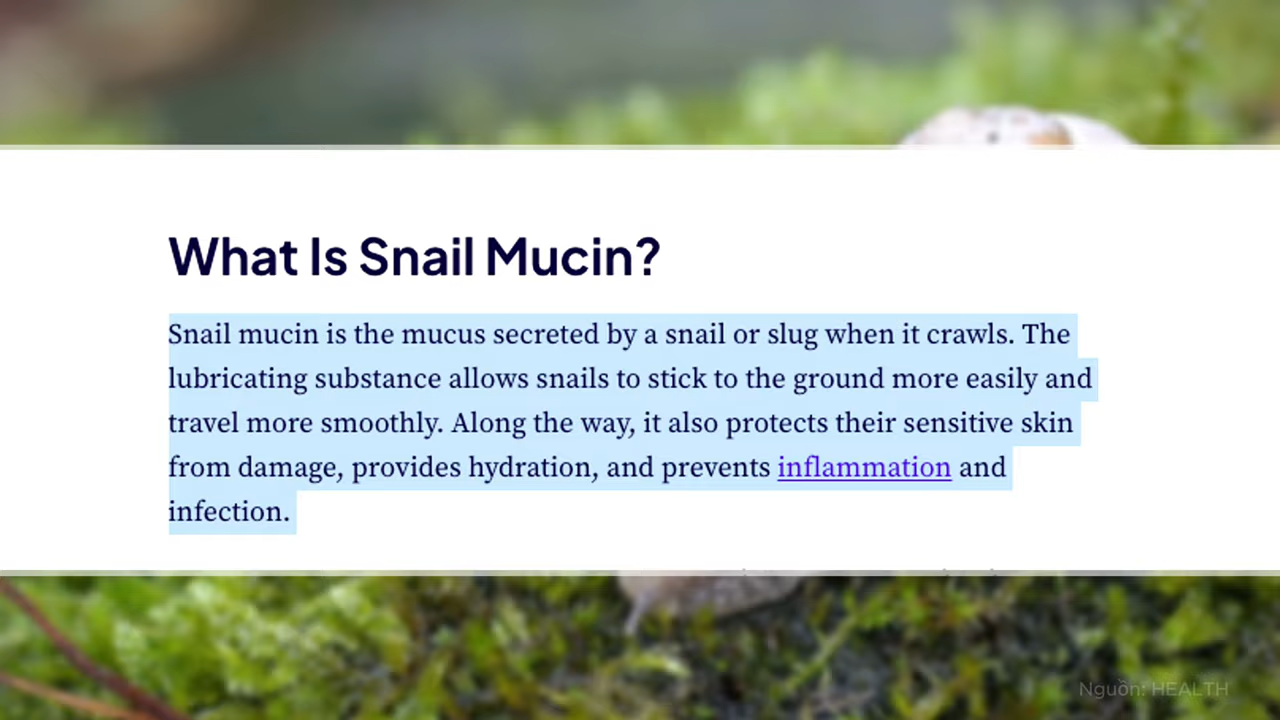 What Is Snail Mucin?
Snail mucin is the mucus secreted by a snail or slug when it crawls. The
lubricating substance allows snails to stick to the ground more easily and
travel more smoothly. Along the way, it also protects their sensitive skin
from damage, provides hydration, and prevents inflammation and
infection.
Nguồn: HEALTH